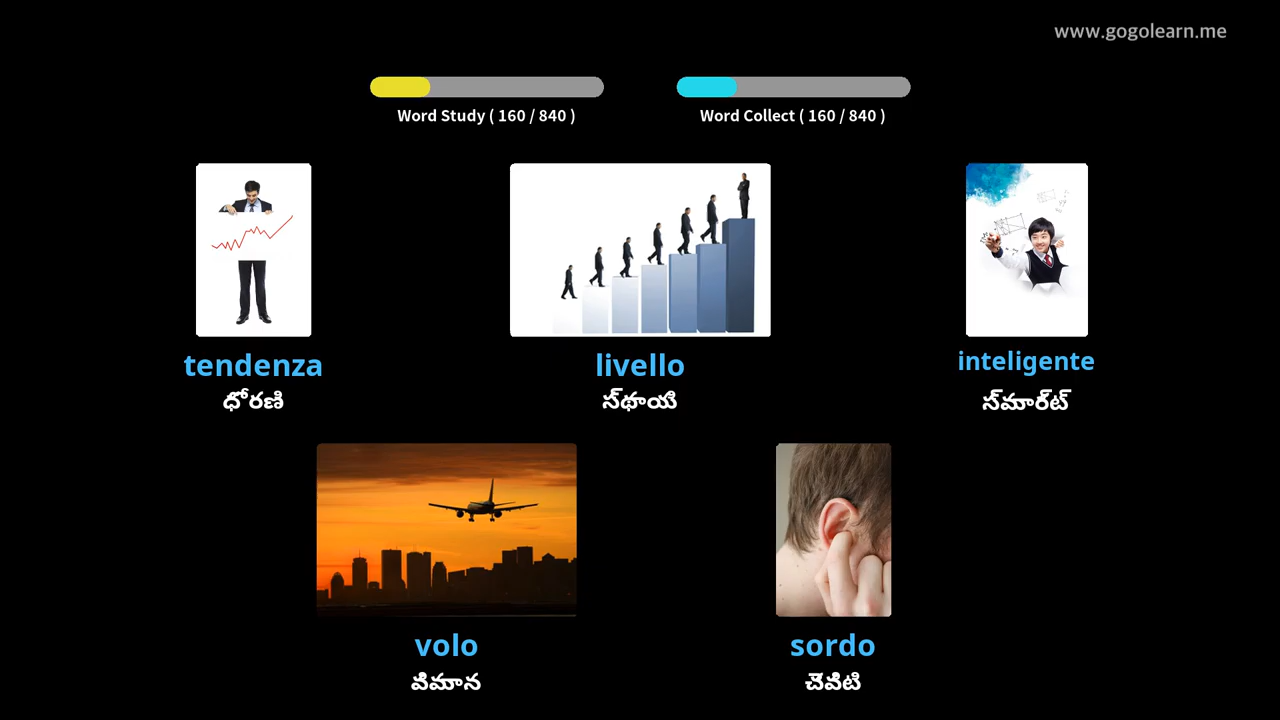 www.gogolearn.me
Word Study ( 160 / 840 )
Word Collect ( 160 / 840 )
tendenza
ధోరణి
livello
స్థాయి
inteligente
స్మార్ట్
volo
విమాన
sordo
చెవిటి